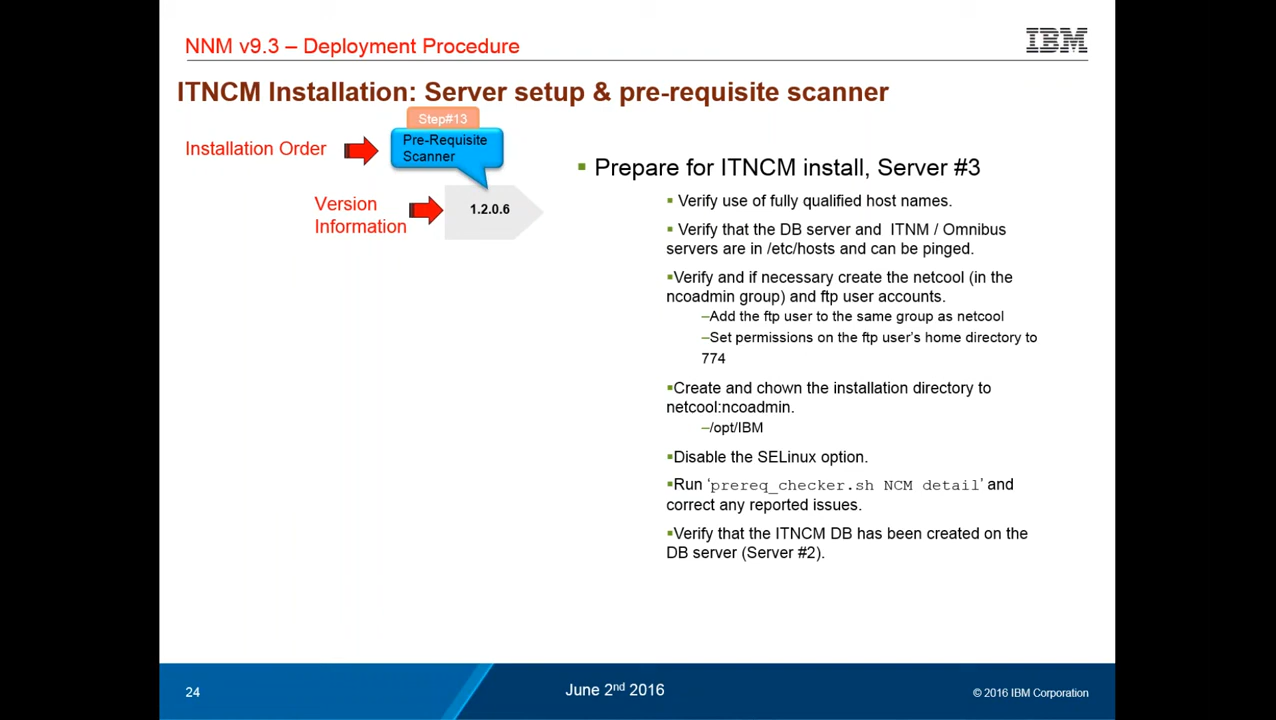 NNM v9.3 – Deployment Procedure
IBM
ITNCM Installation: Server setup & pre-requisite scanner
Step#13
Installation Order
Pre-Requisite
Scanner
Version
Information
1.2.0.6
▪ Prepare for ITNCM install, Server #3
▪ Verify use of fully qualified host names.
▪ Verify that the DB server and ITNM / Omnibus
servers are in /etc/hosts and can be pinged.
▪Verify and if necessary create the netcool (in the
ncoadmin group) and ftp user accounts.
–Add the ftp user to the same group as netcool
–Set permissions on the ftp user's home directory to
774
▪Create and chown the installation directory to
netcool:ncoadmin.
–/opt/IBM
▪Disable the SELinux option.
▪Run ‘prereq_checker.sh NCM detail’ and
correct any reported issues.
▪Verify that the ITNCM DB has been created on the
DB server (Server #2).
24
June 2nd 2016
© 2016 IBM Corporation